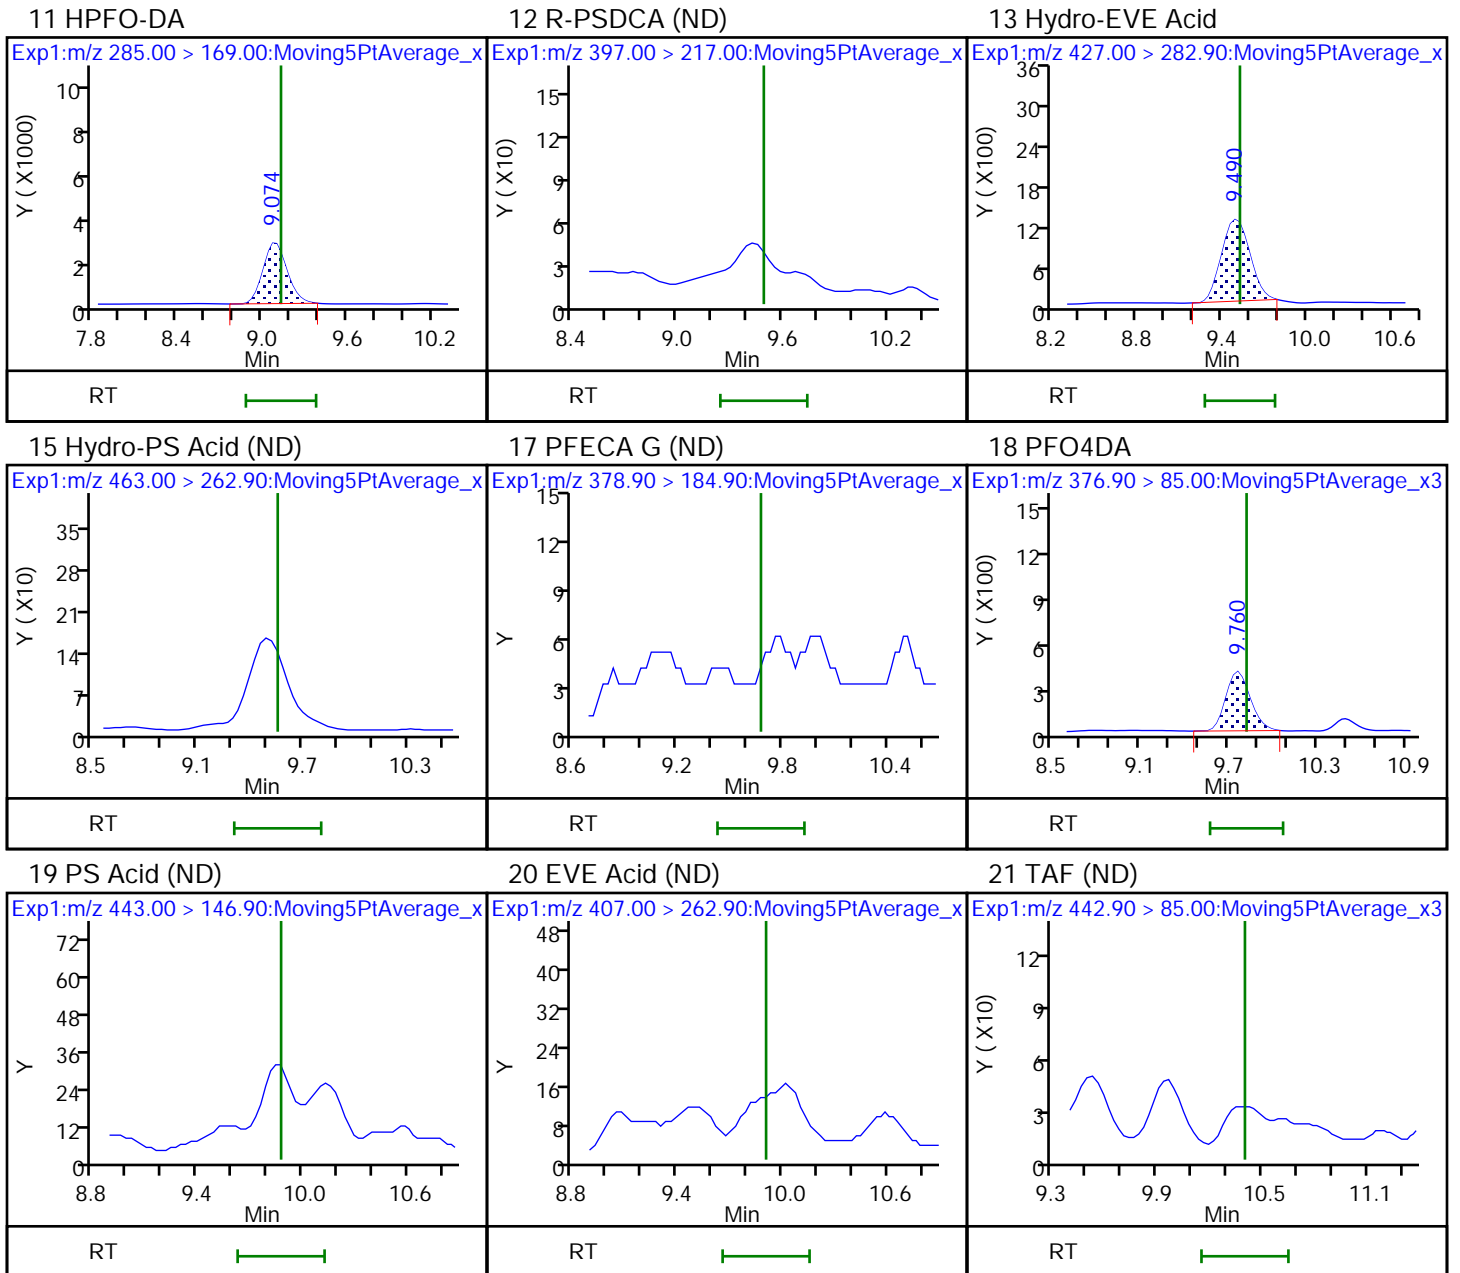 11 HPFO-DA
Exp1:m/z 285.00 > 169.00:Moving5PtAverage_x
Y ( X1000)
10
8
6
4
2
0
9.074
7.8 8.4 9.0 9.6 10.2
Min
RT
12 R-PSDCA (ND)
Exp1:m/z 397.00 > 217.00:Moving5PtAverage_x
Y ( X10)
15
12
9
6
3
0
8.4 9.0 9.6 10.2
Min
RT
13 Hydro-EVE Acid
Exp1:m/z 427.00 > 282.90:Moving5PtAverage_x
Y ( X100)
36
30
24
18
12
6
0
9.490
8.2 8.8 9.4 10.0 10.6
Min
RT
15 Hydro-PS Acid (ND)
Exp1:m/z 463.00 > 262.90:Moving5PtAverage_x
Y ( X10)
35
28
21
14
7
0
8.5 9.1 9.7 10.3
Min
RT
17 PFECA G (ND)
Exp1:m/z 378.90 > 184.90:Moving5PtAverage_x
Y
15
12
9
6
3
0
8.6 9.2 9.8 10.4
Min
RT
18 PFO4DA
Exp1:m/z 376.90 > 85.00:Moving5PtAverage_x3
Y ( X100)
15
12
9
6
3
0
9.760
8.5 9.1 9.7 10.3 10.9
Min
RT
19 PS Acid (ND)
Exp1:m/z 443.00 > 146.90:Moving5PtAverage_x
Y
72
60
48
36
24
12
0
8.8 9.4 10.0 10.6
Min
RT
20 EVE Acid (ND)
Exp1:m/z 407.00 > 262.90:Moving5PtAverage_x
Y
48
40
32
24
16
8
0
8.8 9.4 10.0 10.6
Min
RT
21 TAF (ND)
Exp1:m/z 442.90 > 85.00:Moving5PtAverage_x3
Y ( X10)
12
9
6
3
0
9.3 9.9 10.5 11.1
Min
RT